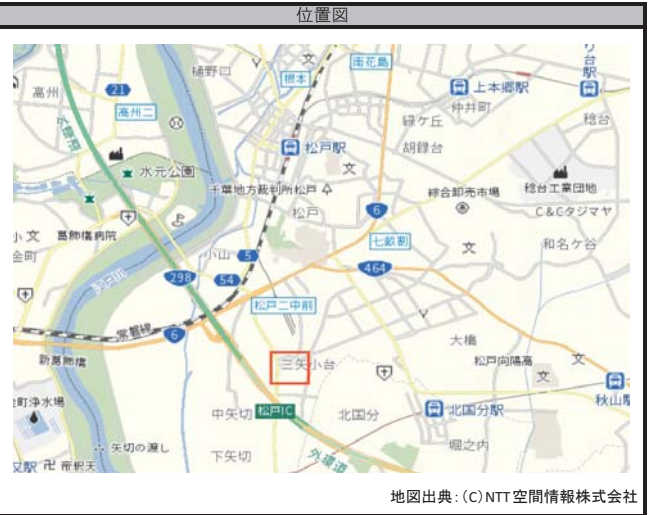 位置図
樋野口
根本
南花島
上本郷駅
台駅
高州
21
高州二
外環道
仲井町
緑ケ丘
稔台
胡録台
松戸駅
水元公園
千葉地方裁判所松戸
綜合卸売市場
稔台工業団地
松戸
6
C&Cタジマヤ
文
葛飾橋病院
金町
小山
5
七畝割
和名ケ谷
江戸川
298
54
464
松戸二中前
常磐線
6
大橋
新葛飾橋
三矢小台
松戸向陽高
秋山駅
町浄水場
中矢切
松戸IC
北国分
北国分駅
矢切の渡し
堀之内
又駅
帝釈天
下矢切
外環道
地図出典：(C)NTT空間情報株式会社